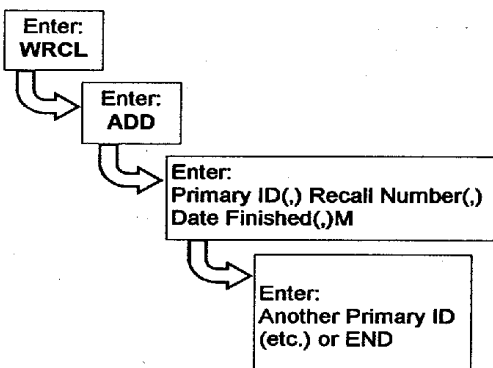 Enter:
WRCL
Enter:
ADD
Enter:
Primary ID(,) Recall Number(,)
Date Finished(,)M
Enter:
Another Primary ID
(etc.) or END